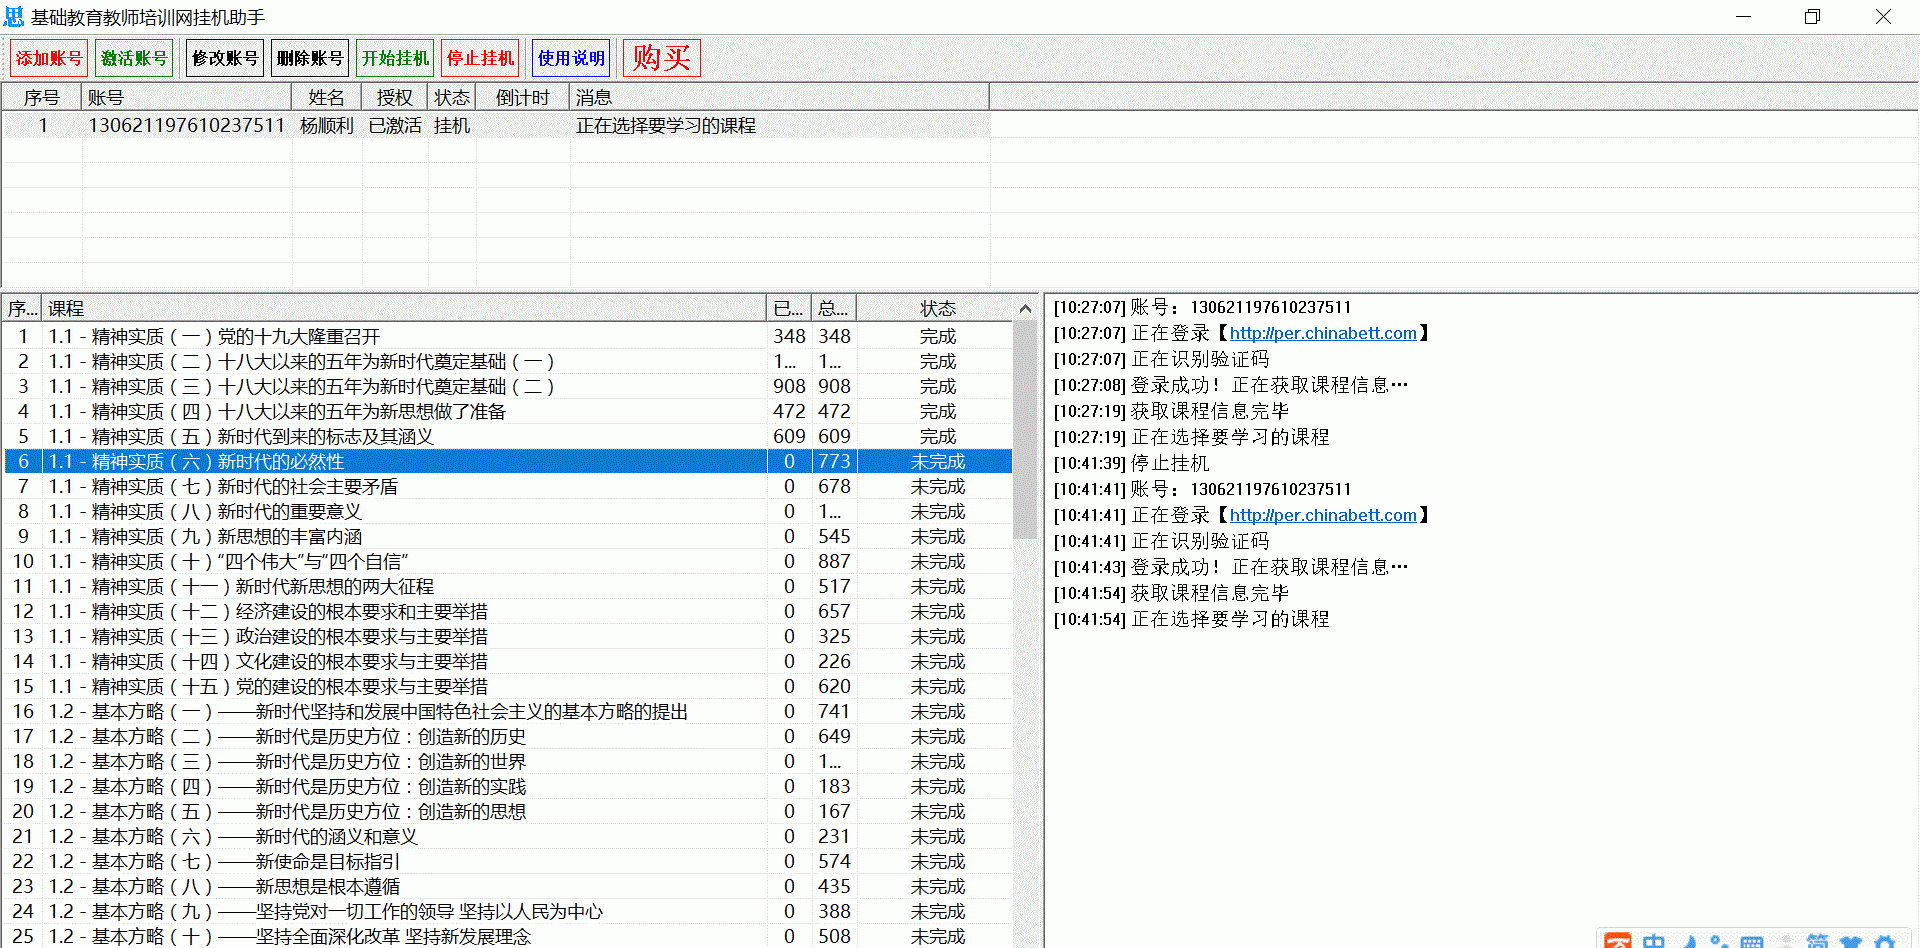 思 基础教育教师培训网挂机助手
添加账号 激活账号 修改账号 删除账号 开始挂机 停止挂机 使用说明 购买
序号 账号 姓名 授权 状态 倒计时 消息
1 130621197610237511 杨顺利 已激活 挂机 正在选择要学习的课程
序... 课程 已... 总... 状态
1 1.1 - 精神实质（一）党的十九大隆重召开 348 348 完成
2 1.1 - 精神实质（二）十八大以来的五年为新时代奠定基础（一） 1... 1... 完成
3 1.1 - 精神实质（三）十八大以来的五年为新时代奠定基础（二） 908 908 完成
4 1.1 - 精神实质（四）十八大以来的五年为新思想做了准备 472 472 完成
5 1.1 - 精神实质（五）新时代到来的标志及其涵义 609 609 完成
6 1.1 - 精神实质（六）新时代的必然性 0 773 未完成
7 1.1 - 精神实质（七）新时代的社会主要矛盾 0 678 未完成
8 1.1 - 精神实质（八）新时代的重要意义 0 1... 未完成
9 1.1 - 精神实质（九）新思想的丰富内涵 0 545 未完成
10 1.1 - 精神实质（十）“四个伟大”与“四个自信” 0 887 未完成
11 1.1 - 精神实质（十一）新时代新思想的两大征程 0 517 未完成
12 1.1 - 精神实质（十二）经济建设的根本要求和主要举措 0 657 未完成
13 1.1 - 精神实质（十三）政治建设的根本要求与主要举措 0 325 未完成
14 1.1 - 精神实质（十四）文化建设的根本要求与主要举措 0 226 未完成
15 1.1 - 精神实质（十五）党的建设的根本要求与主要举措 0 620 未完成
16 1.2 - 基本方略（一）——新时代坚持和发展中国特色社会主义的基本方略的提出 0 741 未完成
17 1.2 - 基本方略（二）——新时代是历史方位：创造新的历史 0 649 未完成
18 1.2 - 基本方略（三）——新时代是历史方位：创造新的世界 0 1... 未完成
19 1.2 - 基本方略（四）——新时代是历史方位：创造新的实践 0 183 未完成
20 1.2 - 基本方略（五）——新时代是历史方位：创造新的思想 0 167 未完成
21 1.2 - 基本方略（六）——新时代的涵义和意义 0 231 未完成
22 1.2 - 基本方略（七）——新使命是目标指引 0 574 未完成
23 1.2 - 基本方略（八）——新思想是根本遵循 0 435 未完成
24 1.2 - 基本方略（九）——坚持党对一切工作的领导 坚持以人民为中心 0 388 未完成
25 1.2 - 基本方略（十）——坚持全面深化改革 坚持新发展理念 0 508 未完成
[10:27:07] 账号：130621197610237511
[10:27:07] 正在登录【http://per.chinabett.com】
[10:27:07] 正在识别验证码
[10:27:08] 登录成功！正在获取课程信息…
[10:27:19] 获取课程信息完毕
[10:27:19] 正在选择要学习的课程
[10:41:39] 停止挂机
[10:41:41] 账号：130621197610237511
[10:41:41] 正在登录【http://per.chinabett.com】
[10:41:41] 正在识别验证码
[10:41:43] 登录成功！正在获取课程信息…
[10:41:54] 获取课程信息完毕
[10:41:54] 正在选择要学习的课程
中 简